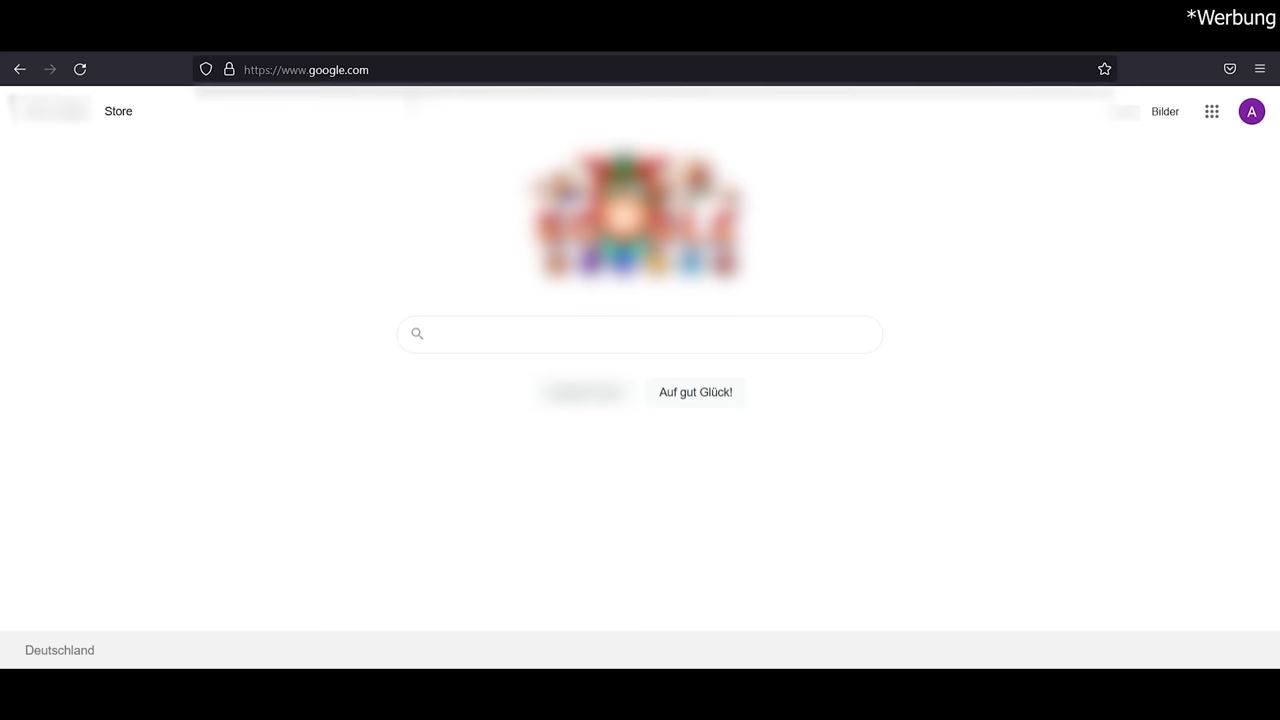 *Werbung
https://www.google.com
Store
Bilder
A
Auf gut Glück!
Deutschland